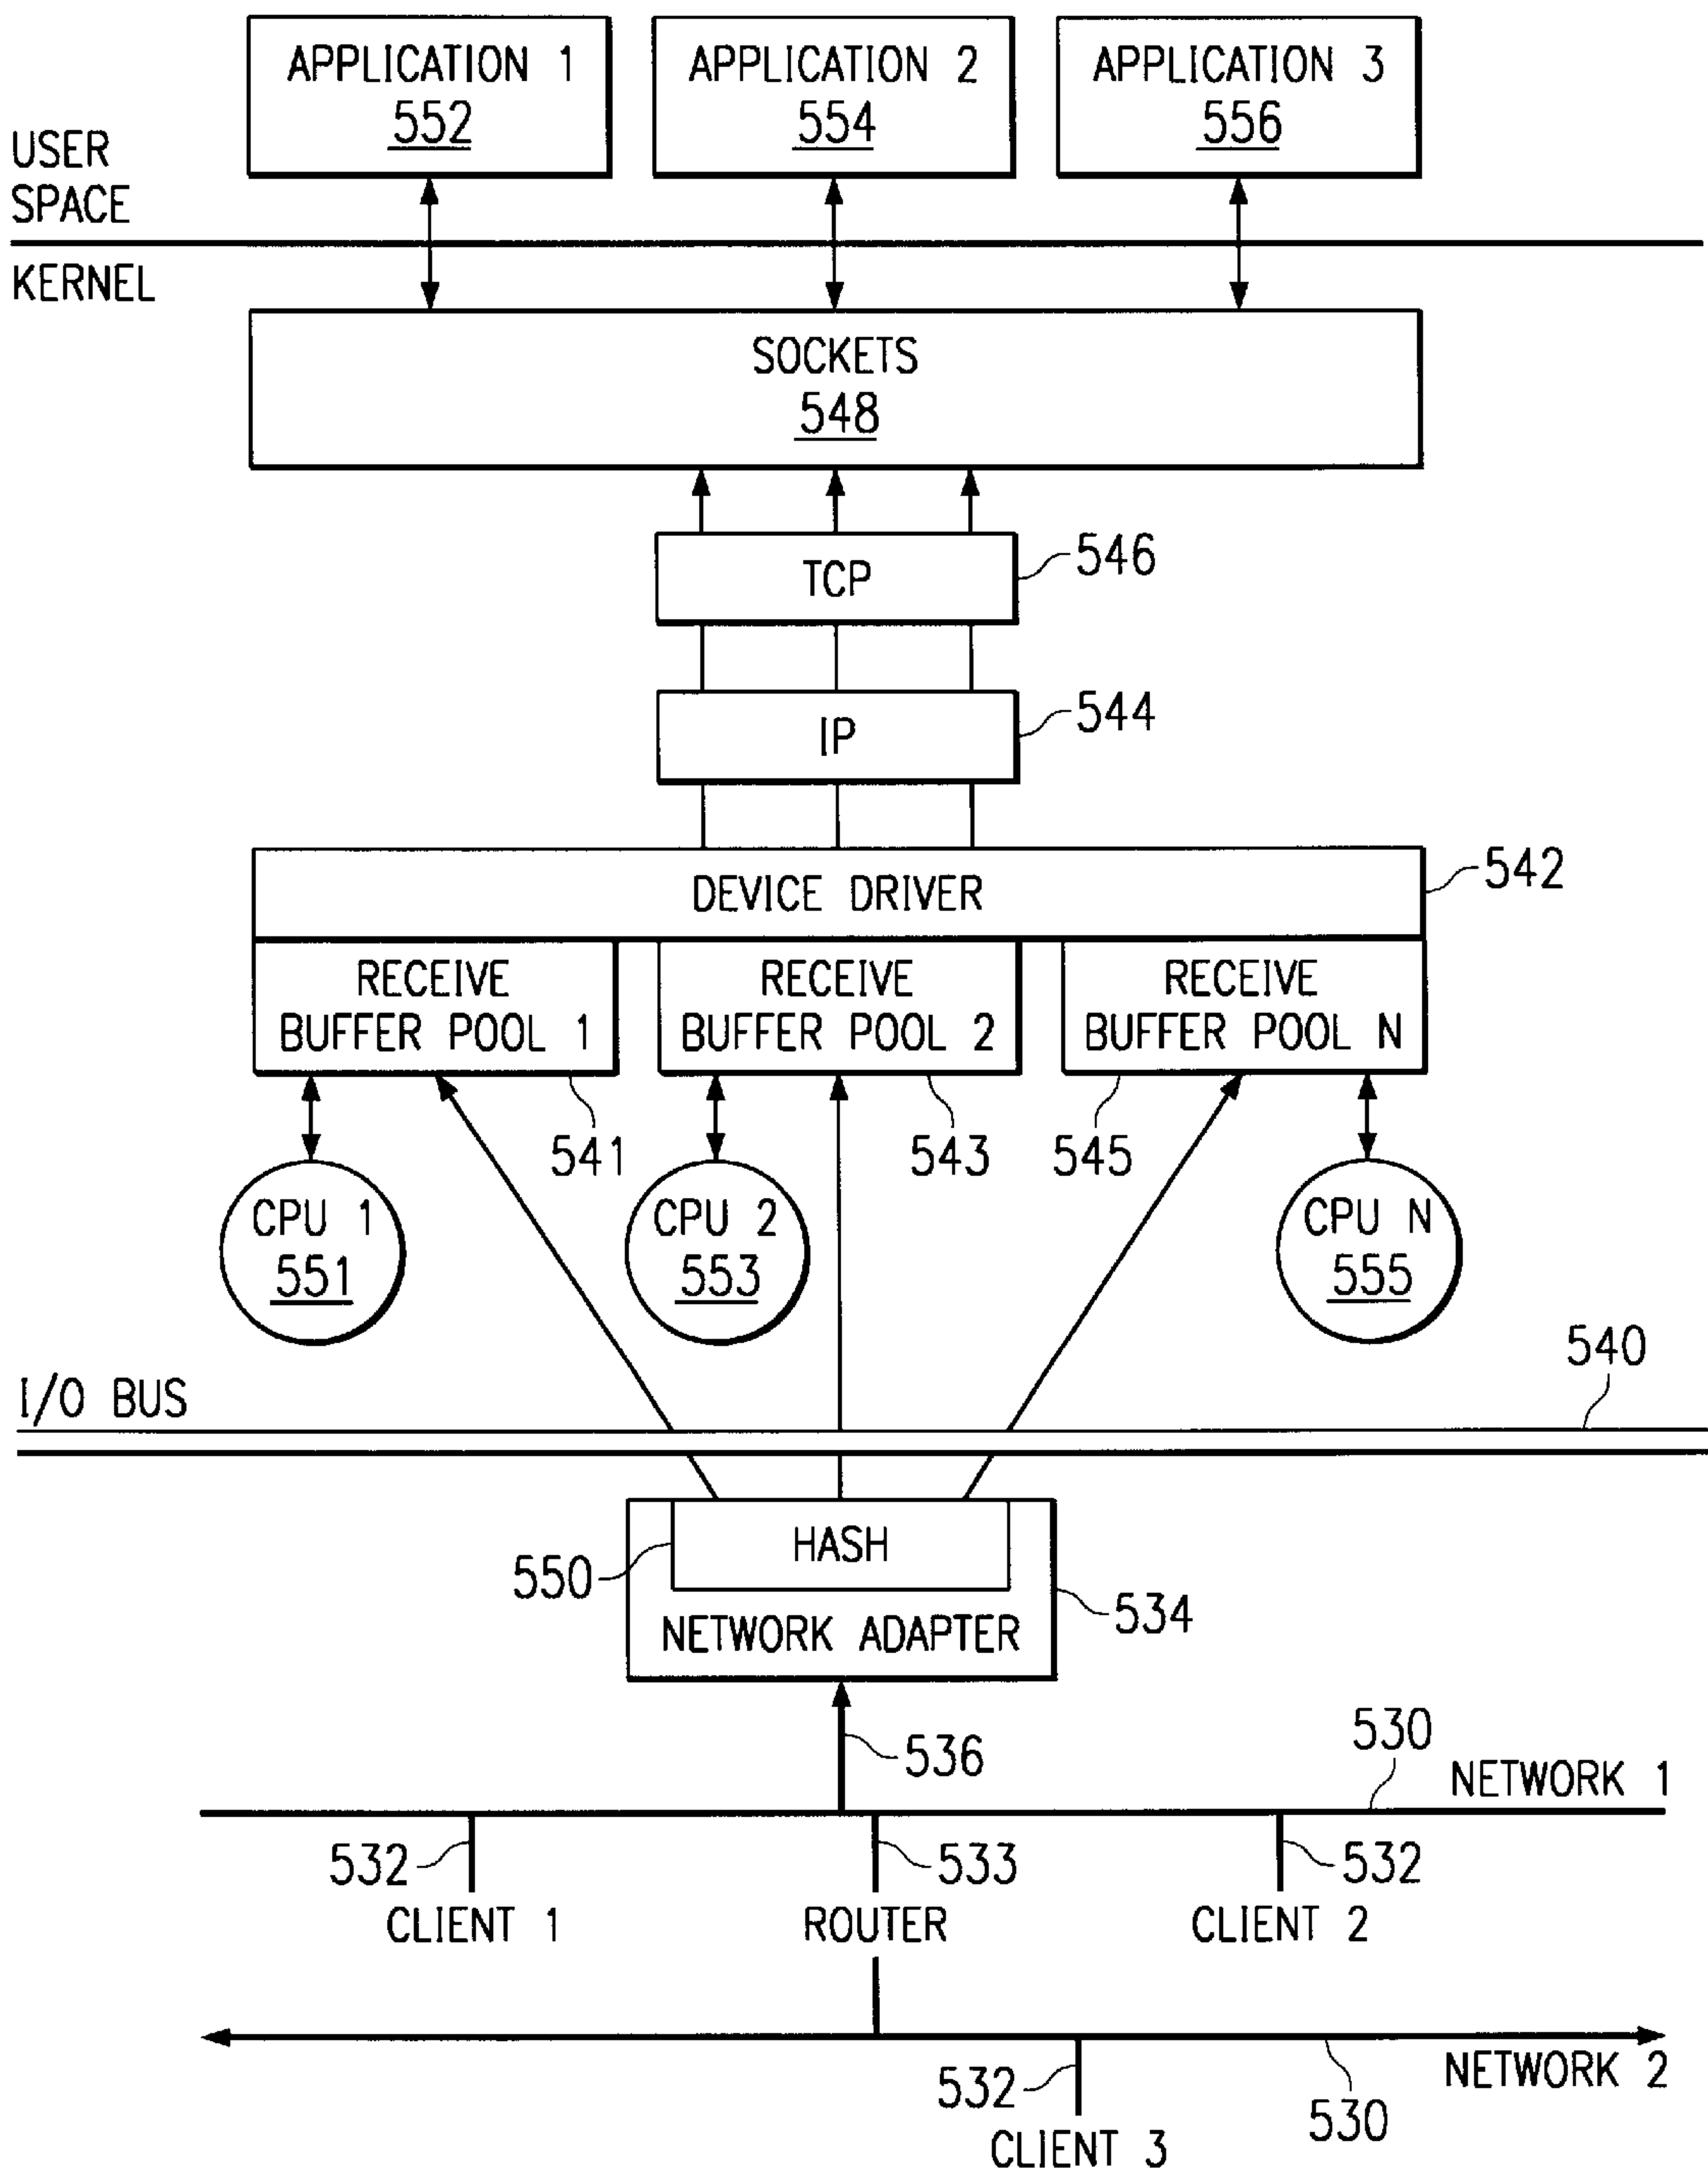 APPLICATION 1
552
APPLICATION 2
554
APPLICATION 3
556
USER
SPACE
KERNEL
SOCKETS
548
TCP
546
IP
544
DEVICE DRIVER
542
RECEIVE
BUFFER POOL 1
RECEIVE
BUFFER POOL 2
RECEIVE
BUFFER POOL N
541
543
545
CPU 1
551
CPU 2
553
CPU N
555
540
I/O BUS
HASH
550
NETWORK ADAPTER
534
536
530
NETWORK 1
532
533
532
CLIENT 1
ROUTER
CLIENT 2
532
530
NETWORK 2
CLIENT 3